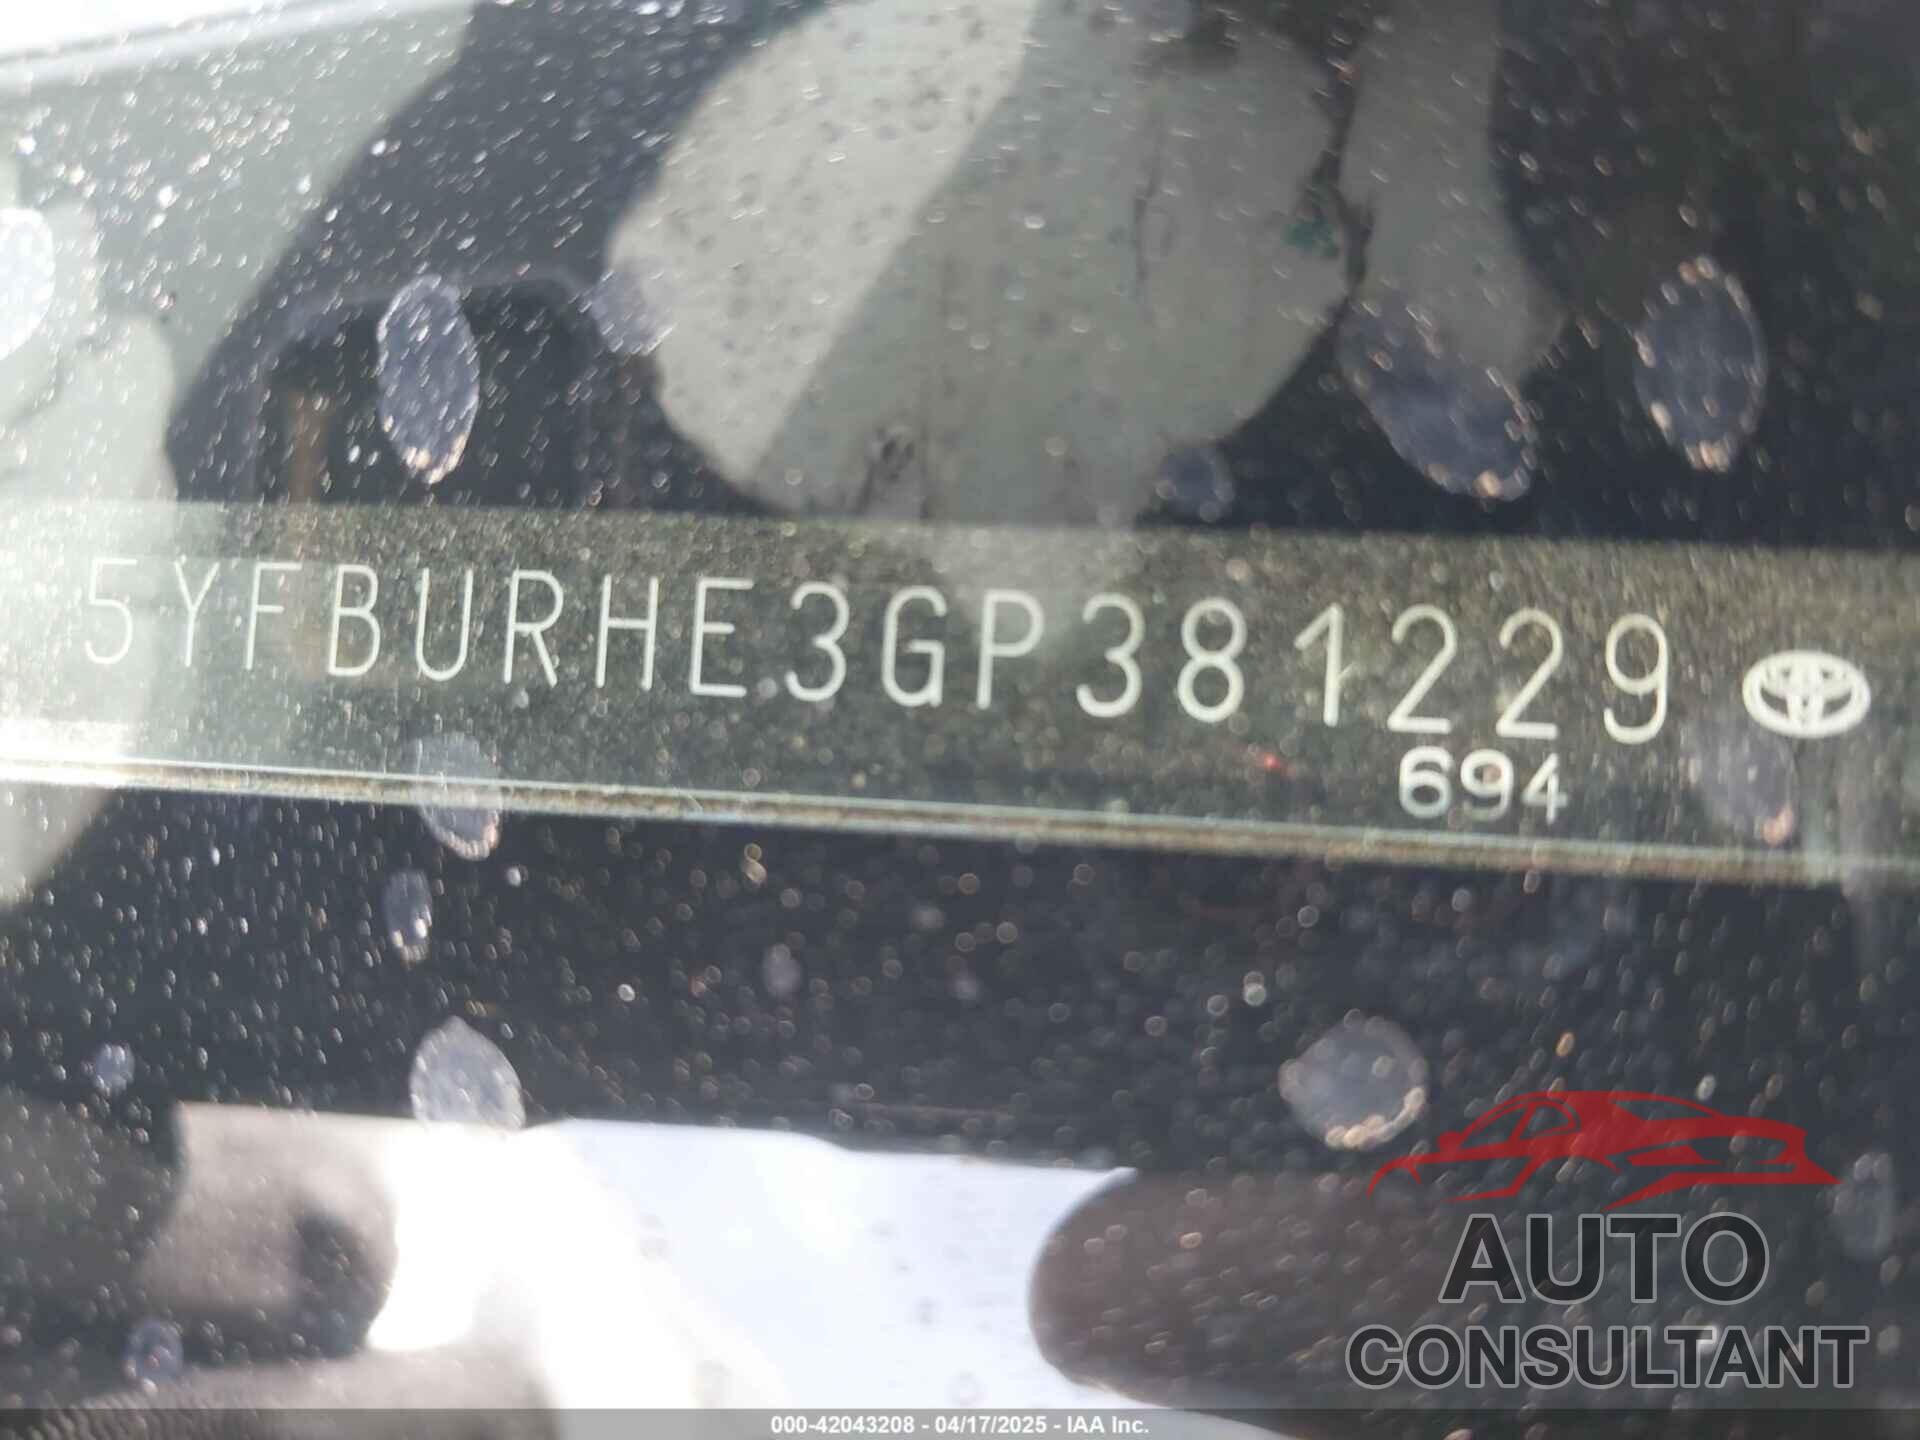 5YFBURHE3GP381229
694
AUTO
CONSULTANT
000-42043208 - 04/17/2025 - IAA Inc.